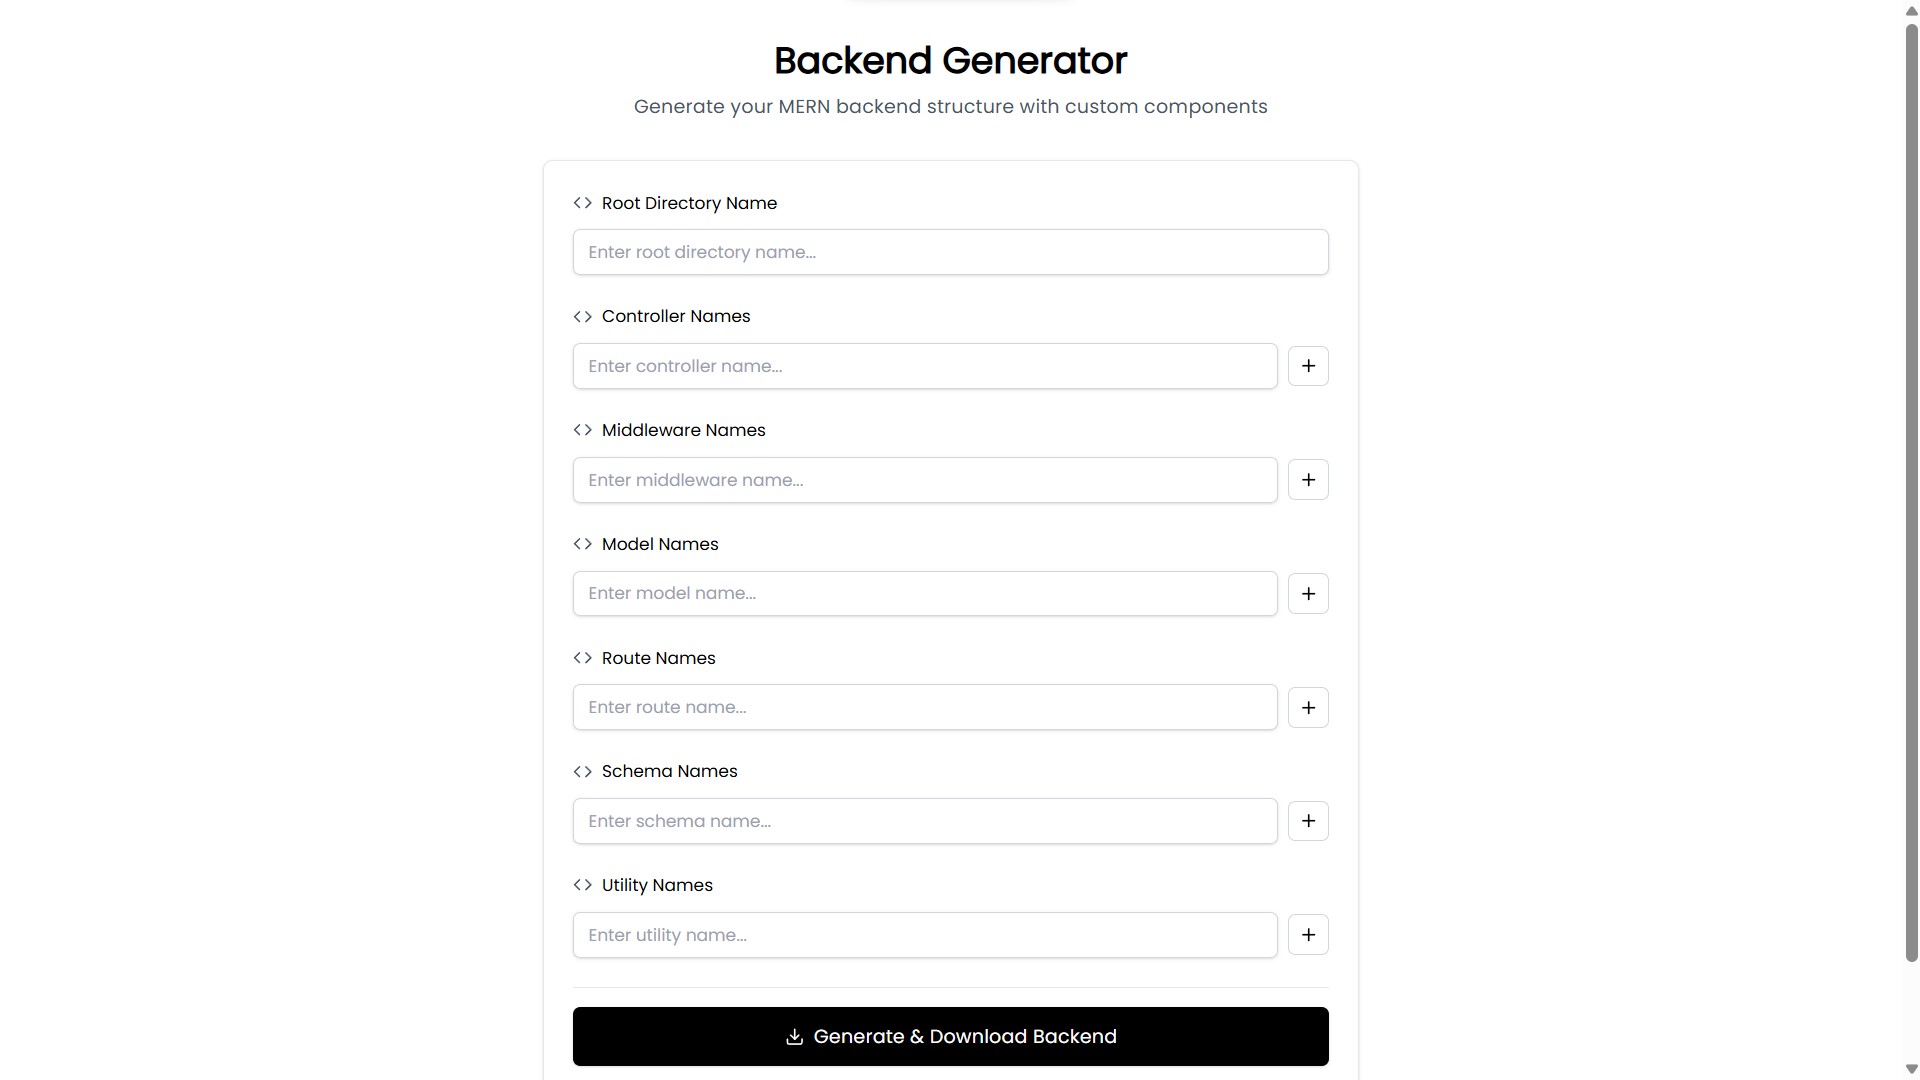 Backend Generator
Generate your MERN backend structure with custom components
Root Directory Name
Enter root directory name...
Controller Names
Enter controller name...
Middleware Names
Enter middleware name...
Model Names
Enter model name...
Route Names
Enter route name...
Schema Names
Enter schema name...
Utility Names
Enter utility name...
Generate & Download Backend